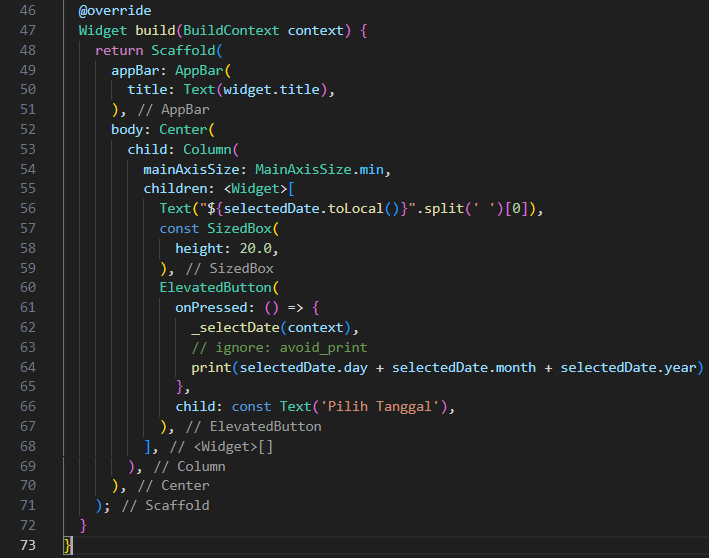 46 @override
47 Widget build(BuildContext context) {
48 return Scaffold(
49 appBar: AppBar(
50 title: Text(widget.title),
51 ), // AppBar
52 body: Center(
53 child: Column(
54 mainAxisSize: MainAxisSize.min,
55 children: <Widget>[
56 Text("${selectedDate.toLocal()}".split(' ')[0]),
57 const SizedBox(
58 height: 20.0,
59 ), // SizedBox
60 ElevatedButton(
61 onPressed: () => {
62 _selectDate(context),
63 // ignore: avoid_print
64 print(selectedDate.day + selectedDate.month + selectedDate.year)
65 },
66 child: const Text('Pilih Tanggal'),
67 ), // ElevatedButton
68 ], // <Widget>[]
69 ), // Column
70 ), // Center
71 ); // Scaffold
72 }
73 }